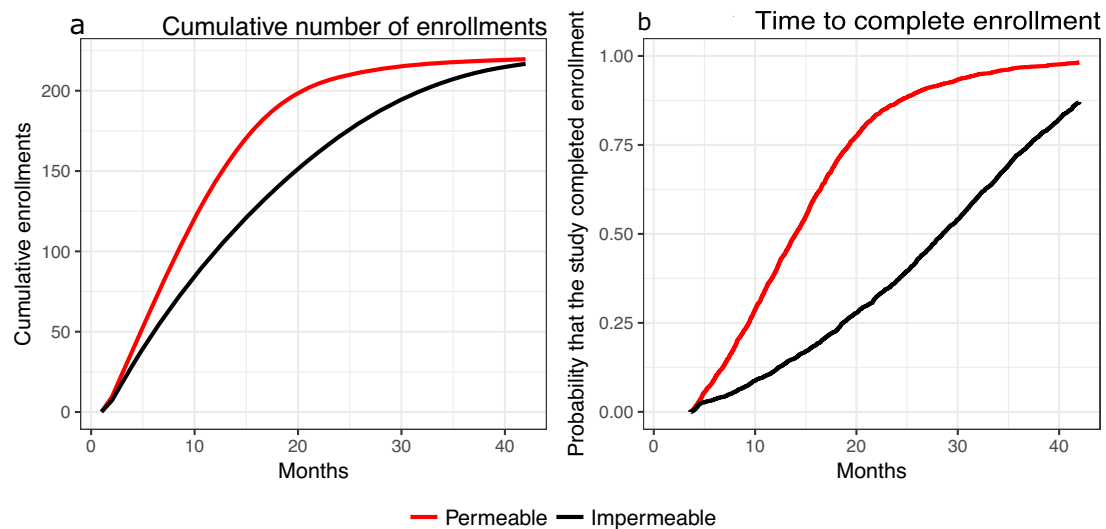 a
Cumulative number of enrollments
Cumulative enrollments
200
150
100
50
0
0 10 20 30 40
Months
b
Time to complete enrollment
Probability that the study completed enrollment
1.00
0.75
0.50
0.25
0.00
0 10 20 30 40
Months
Permeable Impermeable